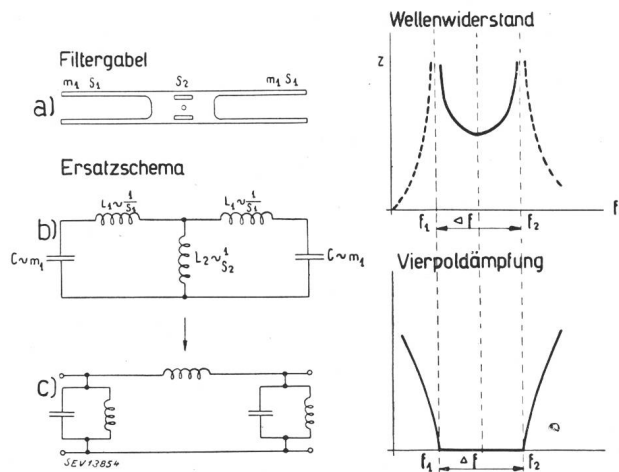 Filtergabel
m₁ S₁ S₂ m₁ S₁
a)
Ersatzschema
L₁~1/S₁ L₁~1/S₁
b)
C~m₁ L₂~1/S₂ C~m₁
c)
SEV13854
Wellenwiderstand
Z
f
f₁ Δf f₂
Vierpoldämpfung
D
f₁ Δf f₂